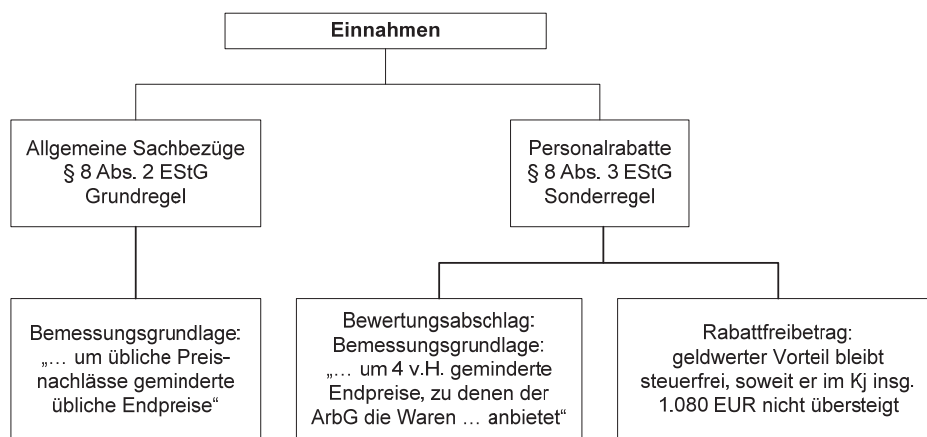 Einnahmen
Allgemeine Sachbezüge
§ 8 Abs. 2 EStG
Grundregel
Personalrabatte
§ 8 Abs. 3 EStG
Sonderregel
Bemessungsgrundlage:
„… um übliche Preis-
nachlässe geminderte
übliche Endpreise“
Bewertungsabschlag:
Bemessungsgrundlage:
„… um 4 v.H. geminderte
Endpreise, zu denen der
ArbG die Waren … anbietet“
Rabattfreibetrag:
geldwerter Vorteil bleibt
steuerfrei, soweit er im Kj insg.
1.080 EUR nicht übersteigt